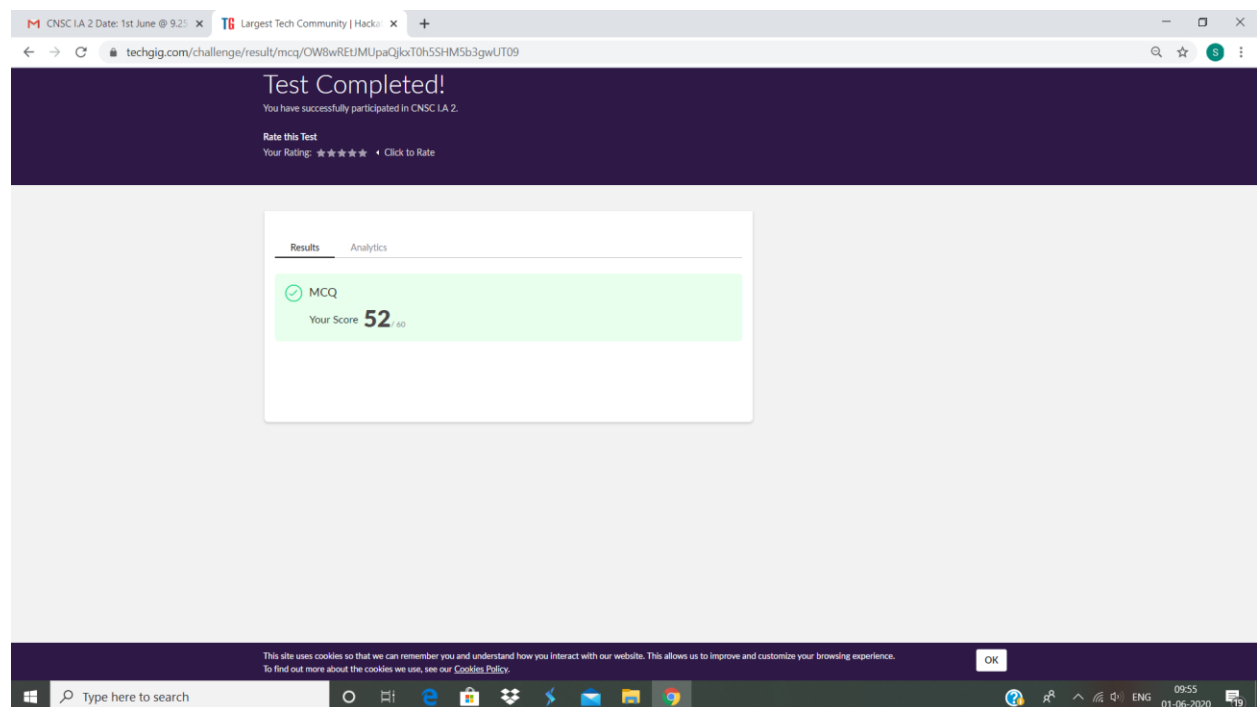 CNSC I.A 2 Date: 1st June @ 9.25
TG Largest Tech Community | Hacka
techgig.com/challenge/result/mcq/OW8wREtJMUpaQjkxT0h5SHM5b3gwUT09
S
Test Completed!
You have successfully participated in CNSC I.A 2.
Rate this Test
Your Rating: Click to Rate
Results Analytics
MCQ
Your Score 52 / 60
This site uses cookies so that we can remember you and understand how you interact with our website. This allows us to improve and customize your browsing experience.
To find out more about the cookies we use, see our Cookies Policy.
OK
Type here to search
ENG
09:55
01-06-2020
19